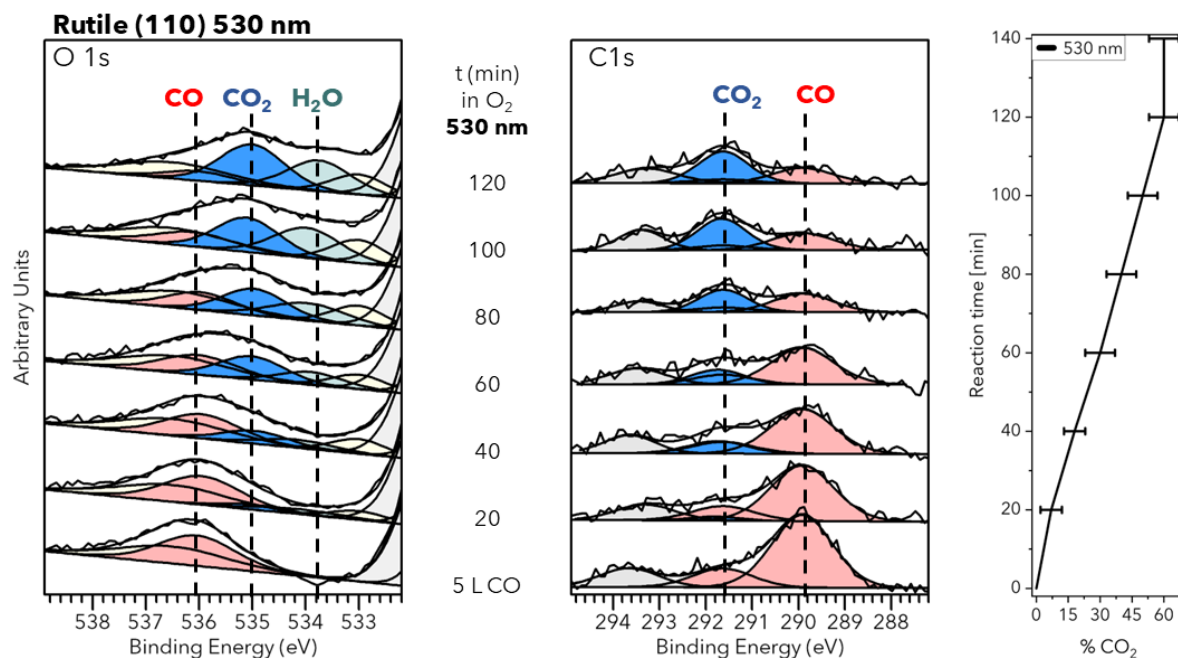 Rutile (110) 530 nm
O 1s
CO CO₂ H₂O
t (min)
in O₂
530 nm
120
100
80
60
40
20
5 L CO
Arbitrary Units
538 537 536 535 534 533
Binding Energy (eV)
C1s
CO₂ CO
294 293 292 291 290 289 288
Binding Energy (eV)
530 nm
140
120
100
80
60
40
20
0
Reaction time [min]
0 15 30 45 60
% CO₂